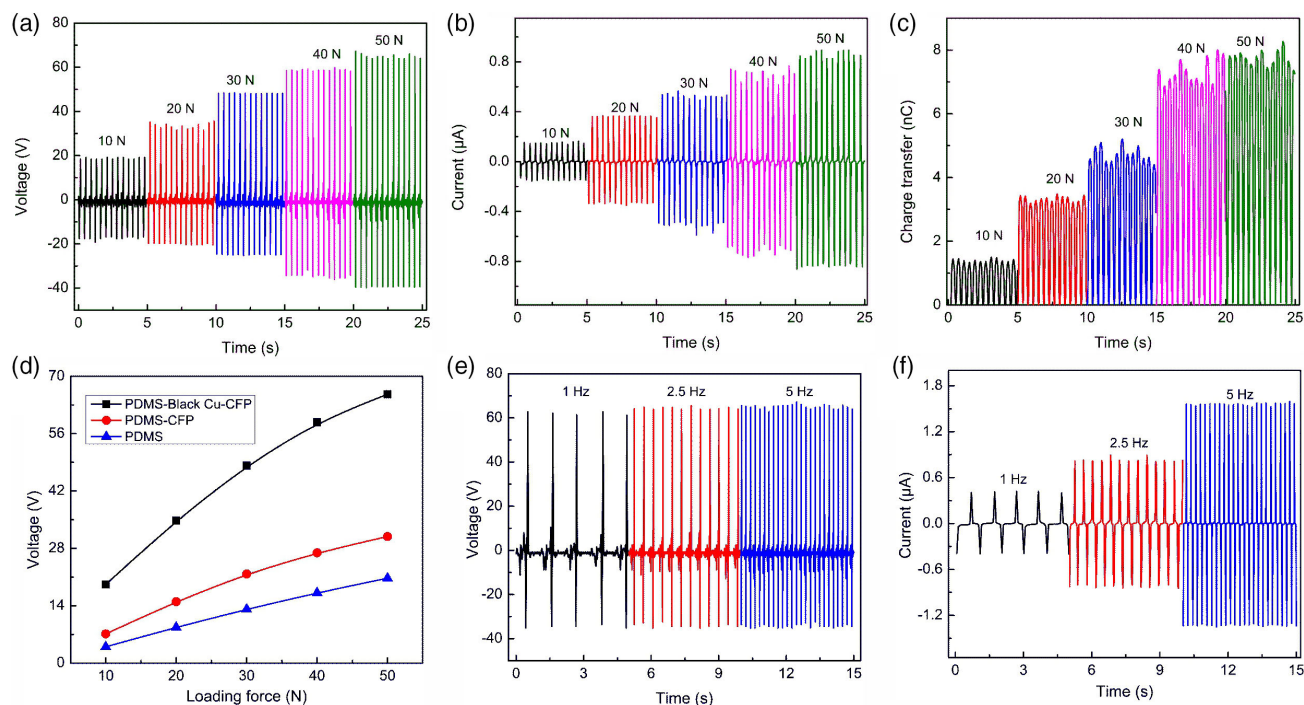 (a)
80
60
40
20
0
-20
-40
Voltage (V)
10 N
20 N
30 N
40 N
50 N
0 5 10 15 20 25
Time (s)
(b)
1.2
0.8
0.4
0.0
-0.4
-0.8
Current (μA)
10 N
20 N
30 N
40 N
50 N
0 5 10 15 20 25
Time (s)
(c)
8
6
4
2
0
Charge transfer (nC)
10 N
20 N
30 N
40 N
50 N
0 5 10 15 20 25
Time (s)
(d)
70
56
42
28
14
0
Voltage (V)
PDMS-Black Cu-CFP
PDMS-CFP
PDMS
10 20 30 40 50
Loading force (N)
(e)
80
60
40
20
0
-20
-40
Voltage (V)
1 Hz
2.5 Hz
5 Hz
0 3 6 9 12 15
Time (s)
(f)
1.8
1.2
0.6
0.0
-0.6
-1.2
Current (μA)
1 Hz
2.5 Hz
5 Hz
0 3 6 9 12 15
Time (s)